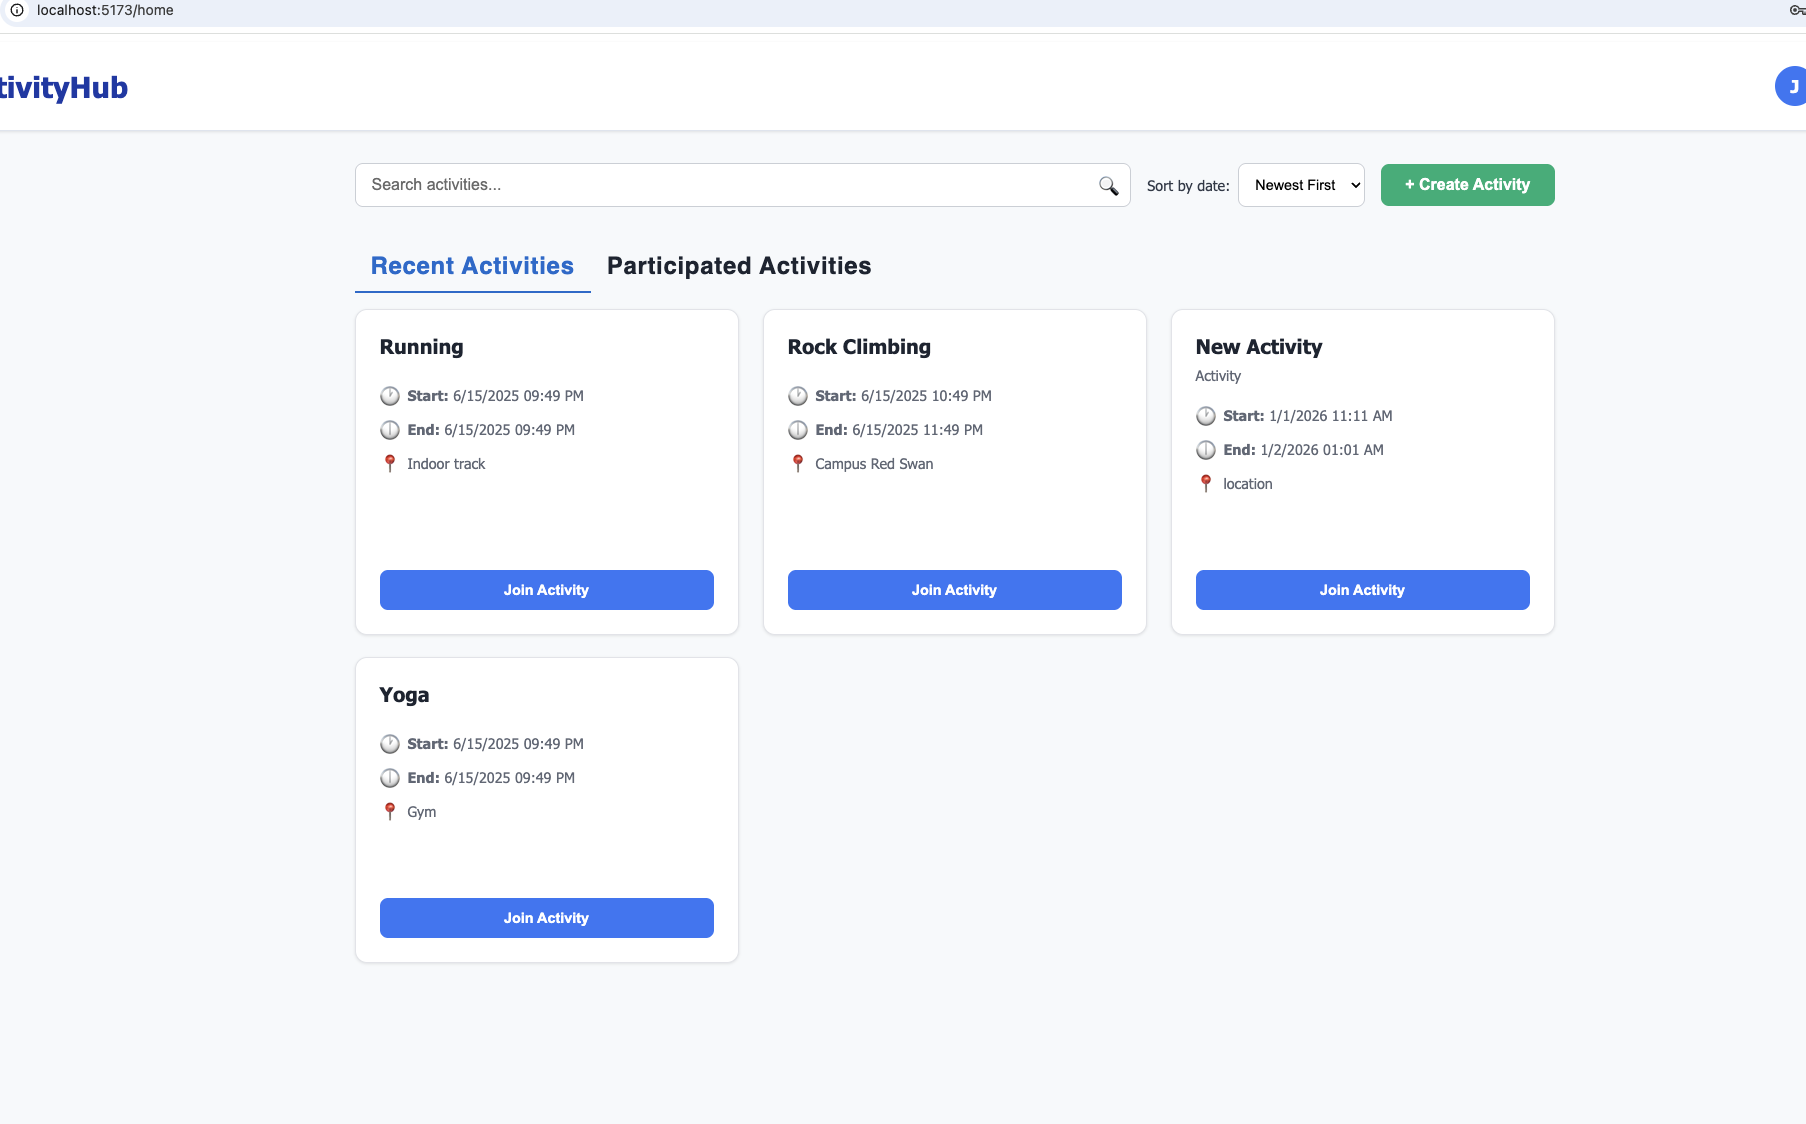 localhost:5173/home
tivityHub
J
Search activities...
Sort by date:
Newest First
+ Create Activity
Recent Activities
Participated Activities
Running
Start: 6/15/2025 09:49 PM
End: 6/15/2025 09:49 PM
Indoor track
Join Activity
Rock Climbing
Start: 6/15/2025 10:49 PM
End: 6/15/2025 11:49 PM
Campus Red Swan
Join Activity
New Activity
Activity
Start: 1/1/2026 11:11 AM
End: 1/2/2026 01:01 AM
location
Join Activity
Yoga
Start: 6/15/2025 09:49 PM
End: 6/15/2025 09:49 PM
Gym
Join Activity